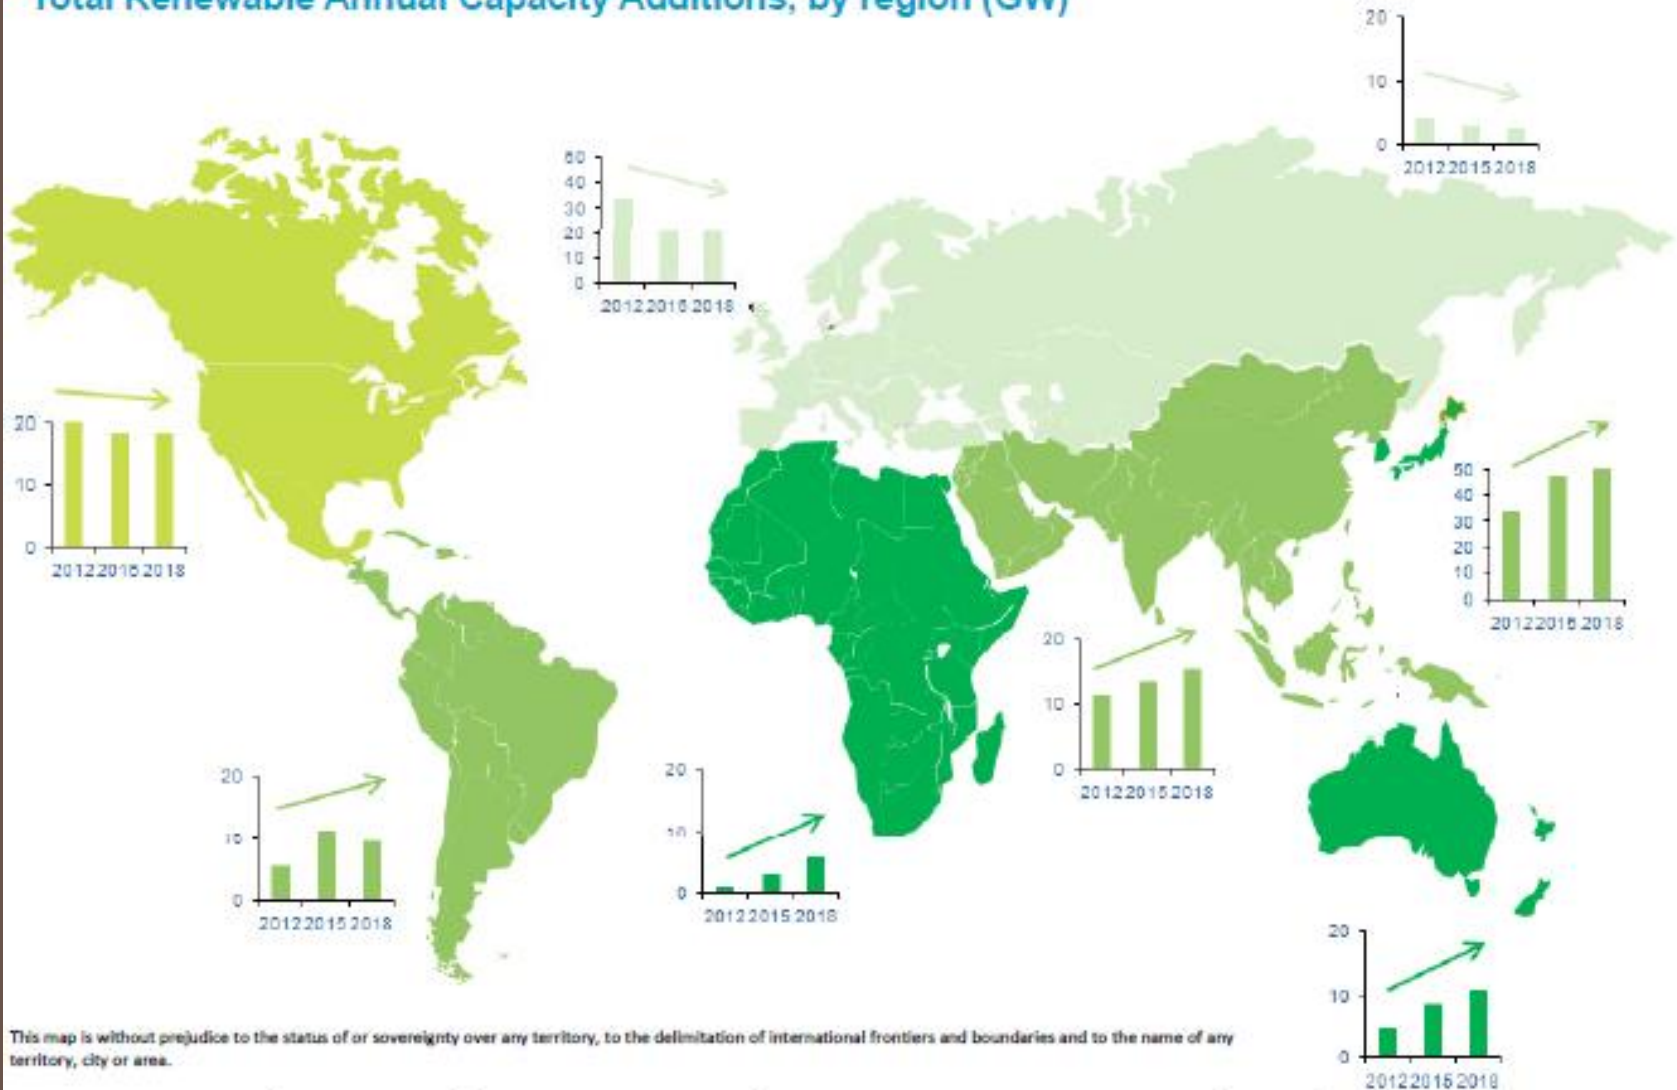 Total Renewable Annual Capacity Additions, by region (GW)
20
10
0
2012 2015 2018
50
40
30
20
10
0
2012 2015 2018
20
10
0
2012 2015 2018
50
40
30
20
10
0
2012 2015 2018
20
10
0
2012 2015 2018
20
10
0
2012 2015 2018
20
10
0
2012 2015 2018
20
10
0
2012 2015 2018
This map is without prejudice to the status of or sovereignty over any territory, to the delimitation of international frontiers and boundaries and to the name of any
territory, city or area.